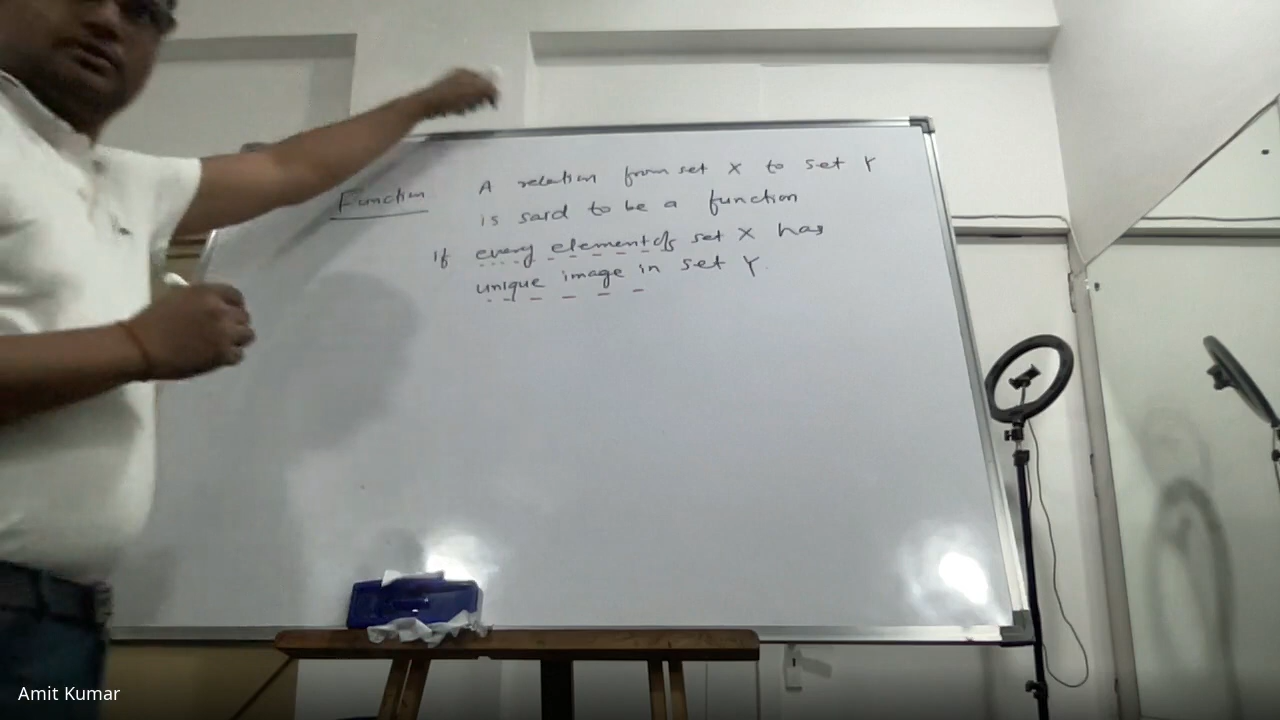 Function A relation from set X to set Y
is said to be a function
if every element of set X has
unique image in set Y.
Amit Kumar